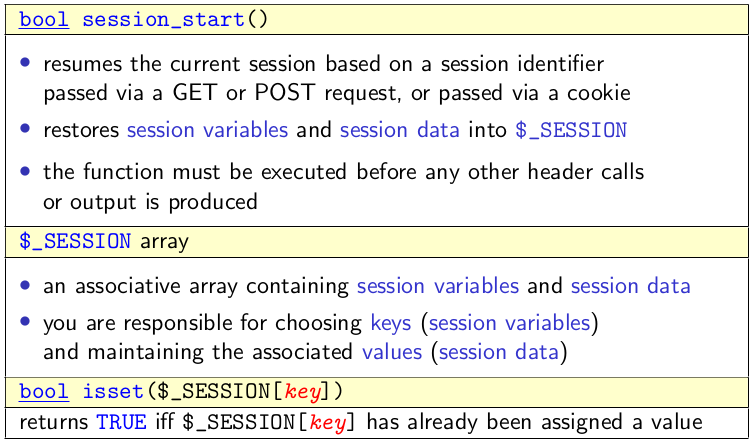 bool session_start()
• resumes the current session based on a session identifier
passed via a GET or POST request, or passed via a cookie
• restores session variables and session data into $_SESSION
• the function must be executed before any other header calls
or output is produced
$_SESSION array
• an associative array containing session variables and session data
• you are responsible for choosing keys (session variables)
and maintaining the associated values (session data)
bool isset($_SESSION[key])
returns TRUE iff $_SESSION[key] has already been assigned a value